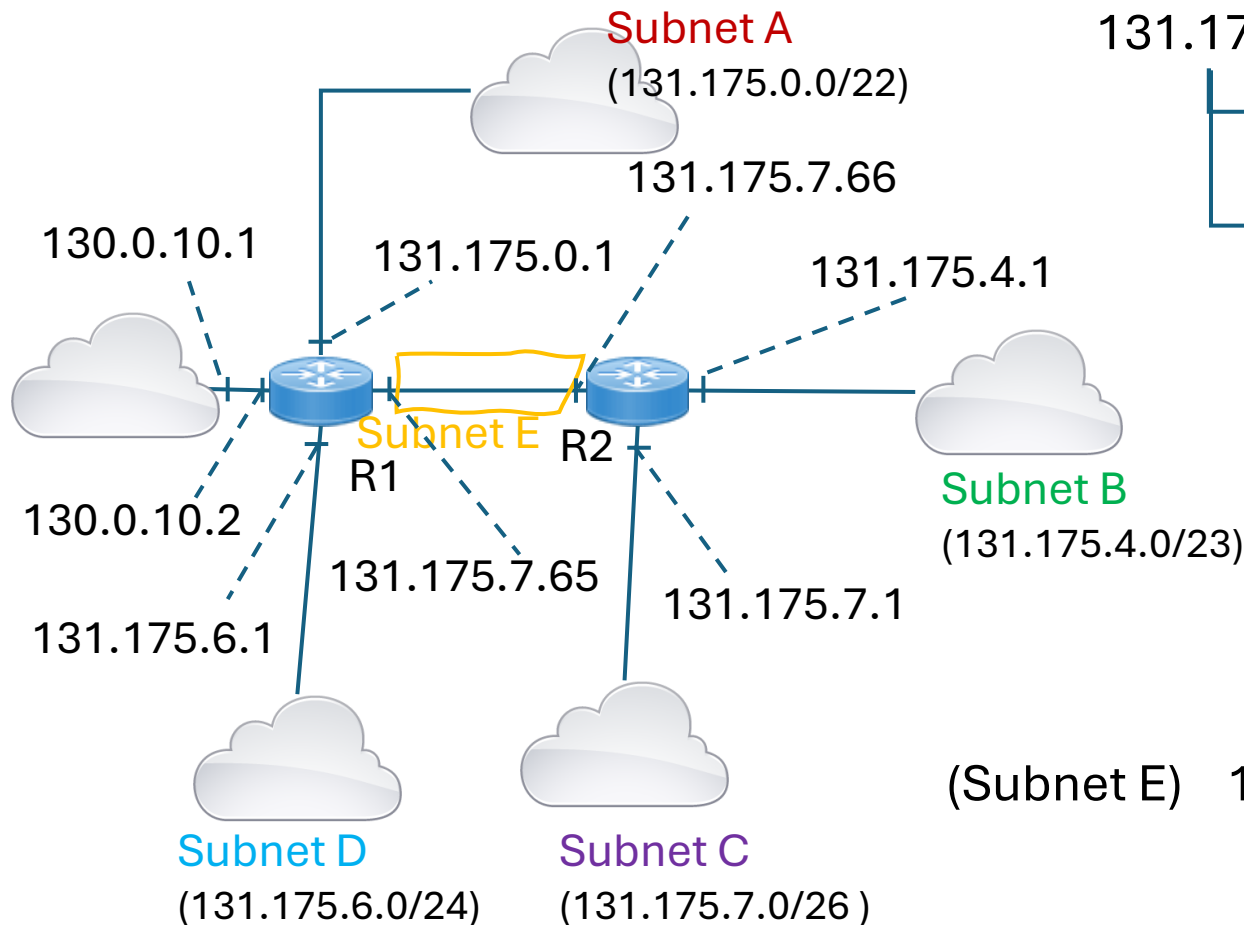 Subnet A
(131.175.0.0/22)
131.17
131.175.7.66
130.0.10.1
131.175.0.1
131.175.4.1
Subnet E
R2
R1
Subnet B
(131.175.4.0/23)
130.0.10.2
131.175.7.65
131.175.7.1
131.175.6.1
(Subnet E) 1
Subnet D
(131.175.6.0/24)
Subnet C
(131.175.7.0/26 )